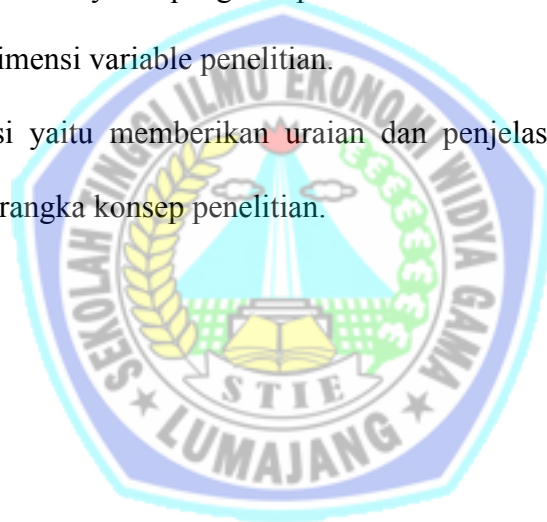 imensi variable penelitian.
si yaitu memberikan uraian dan penjelas
rangka konsep penelitian.
SEKOLAH TINGGI ILMU EKONOMI WIDYA GAMA
STIE
LUMAJANG